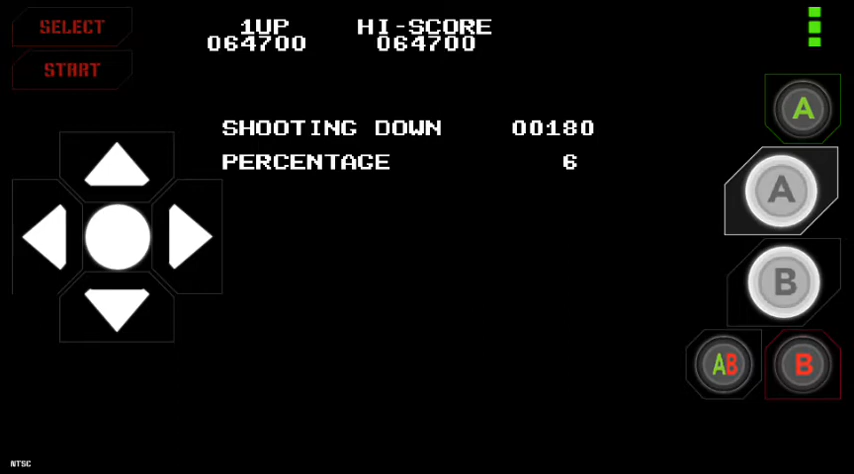 SELECT
START
1UP HI-SCORE
064700 064700
SHOOTING DOWN 00180
PERCENTAGE 6
A
A
B
AB B
NTSC